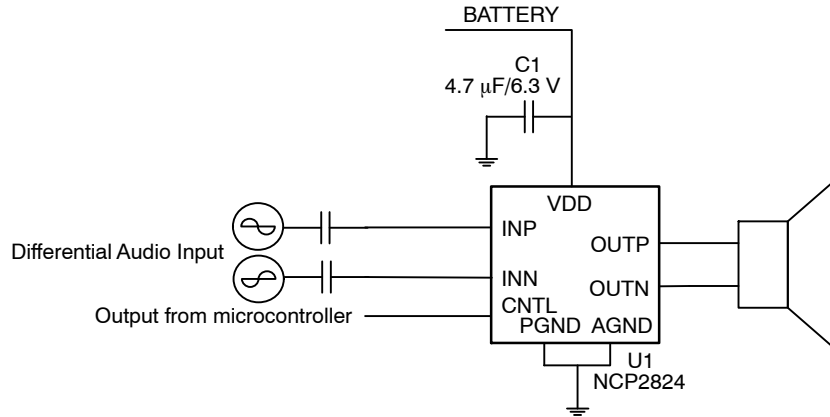 BATTERY
C1
4.7 μF/6.3 V
VDD
INP
OUTP
Differential Audio Input
INN
OUTN
CNTL
Output from microcontroller
PGND AGND
U1
NCP2824